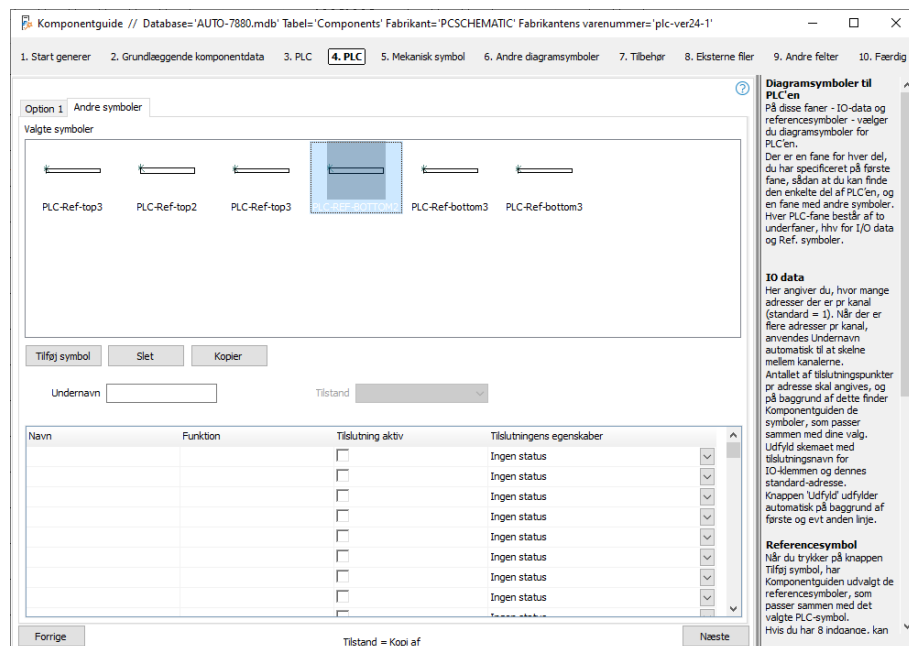 Komponentguide // Database='AUTO-7880.mdb' Tabel='Components' Fabrikant='PCSCHEMATIC' Fabrikantens varenummer='plc-ver24-1'
1. Start generer 2. Grundlæggende komponentdata 3. PLC 4. PLC 5. Mekanisk symbol 6. Andre diagramsymboler 7. Tilbehør 8. Eksterne filer 9. Andre felter 10. Færdig
Option 1 Andre symboler
Valgte symboler
PLC-Ref-top3 PLC-Ref-top2 PLC-Ref-top3 PLC-REF-BOTTOM2 PLC-Ref-bottom3 PLC-Ref-bottom3
Tilføj symbol Slet Kopier
Undernavn Tilstand
Navn Funktion Tilslutning aktiv Tilslutningens egenskaber
Ingen status
Ingen status
Ingen status
Ingen status
Ingen status
Ingen status
Ingen status
Ingen status
Ingen status
Forrige Tilstand = Kopi af Næste
Diagramsymboler til
PLC'en
På disse faner - IO-data og
referencesymboler - vælger
du diagramsymboler for
PLC'en.
Der er en fane for hver del,
du har specificeret på første
fane, sådan at du kan finde
den enkelte del af PLC'en, og
en fane med andre symboler.
Hver PLC-fane består af to
underfaner, hhv for I/O data
og Ref. symboler.
IO data
Her angiver du, hvor mange
adresser der er pr kanal
(standard = 1). Når der er
flere adresser pr kanal,
anvendes Undernavn
automatisk til at skelne
mellem kanalerne.
Antallet af tilslutningspunkter
pr adresse skal angives, og
på baggrund af dette finder
Komponentguiden de
symboler, som passer
sammen med dine valg.
Udfyld skemaet med
tilslutningsnavn for
IO-klemmen og dennes
standard-adresse.
Knappen 'Udfyld' udfylder
automatisk på baggrund af
første og evt anden linje.
Referencesymbol
Når du trykker på knappen
Tilføj symbol, har
Komponentguiden udvalgt de
referencesymboler, som
passer sammen med det
valgte PLC-symbol.
Hvis du har 8 indgange, kan